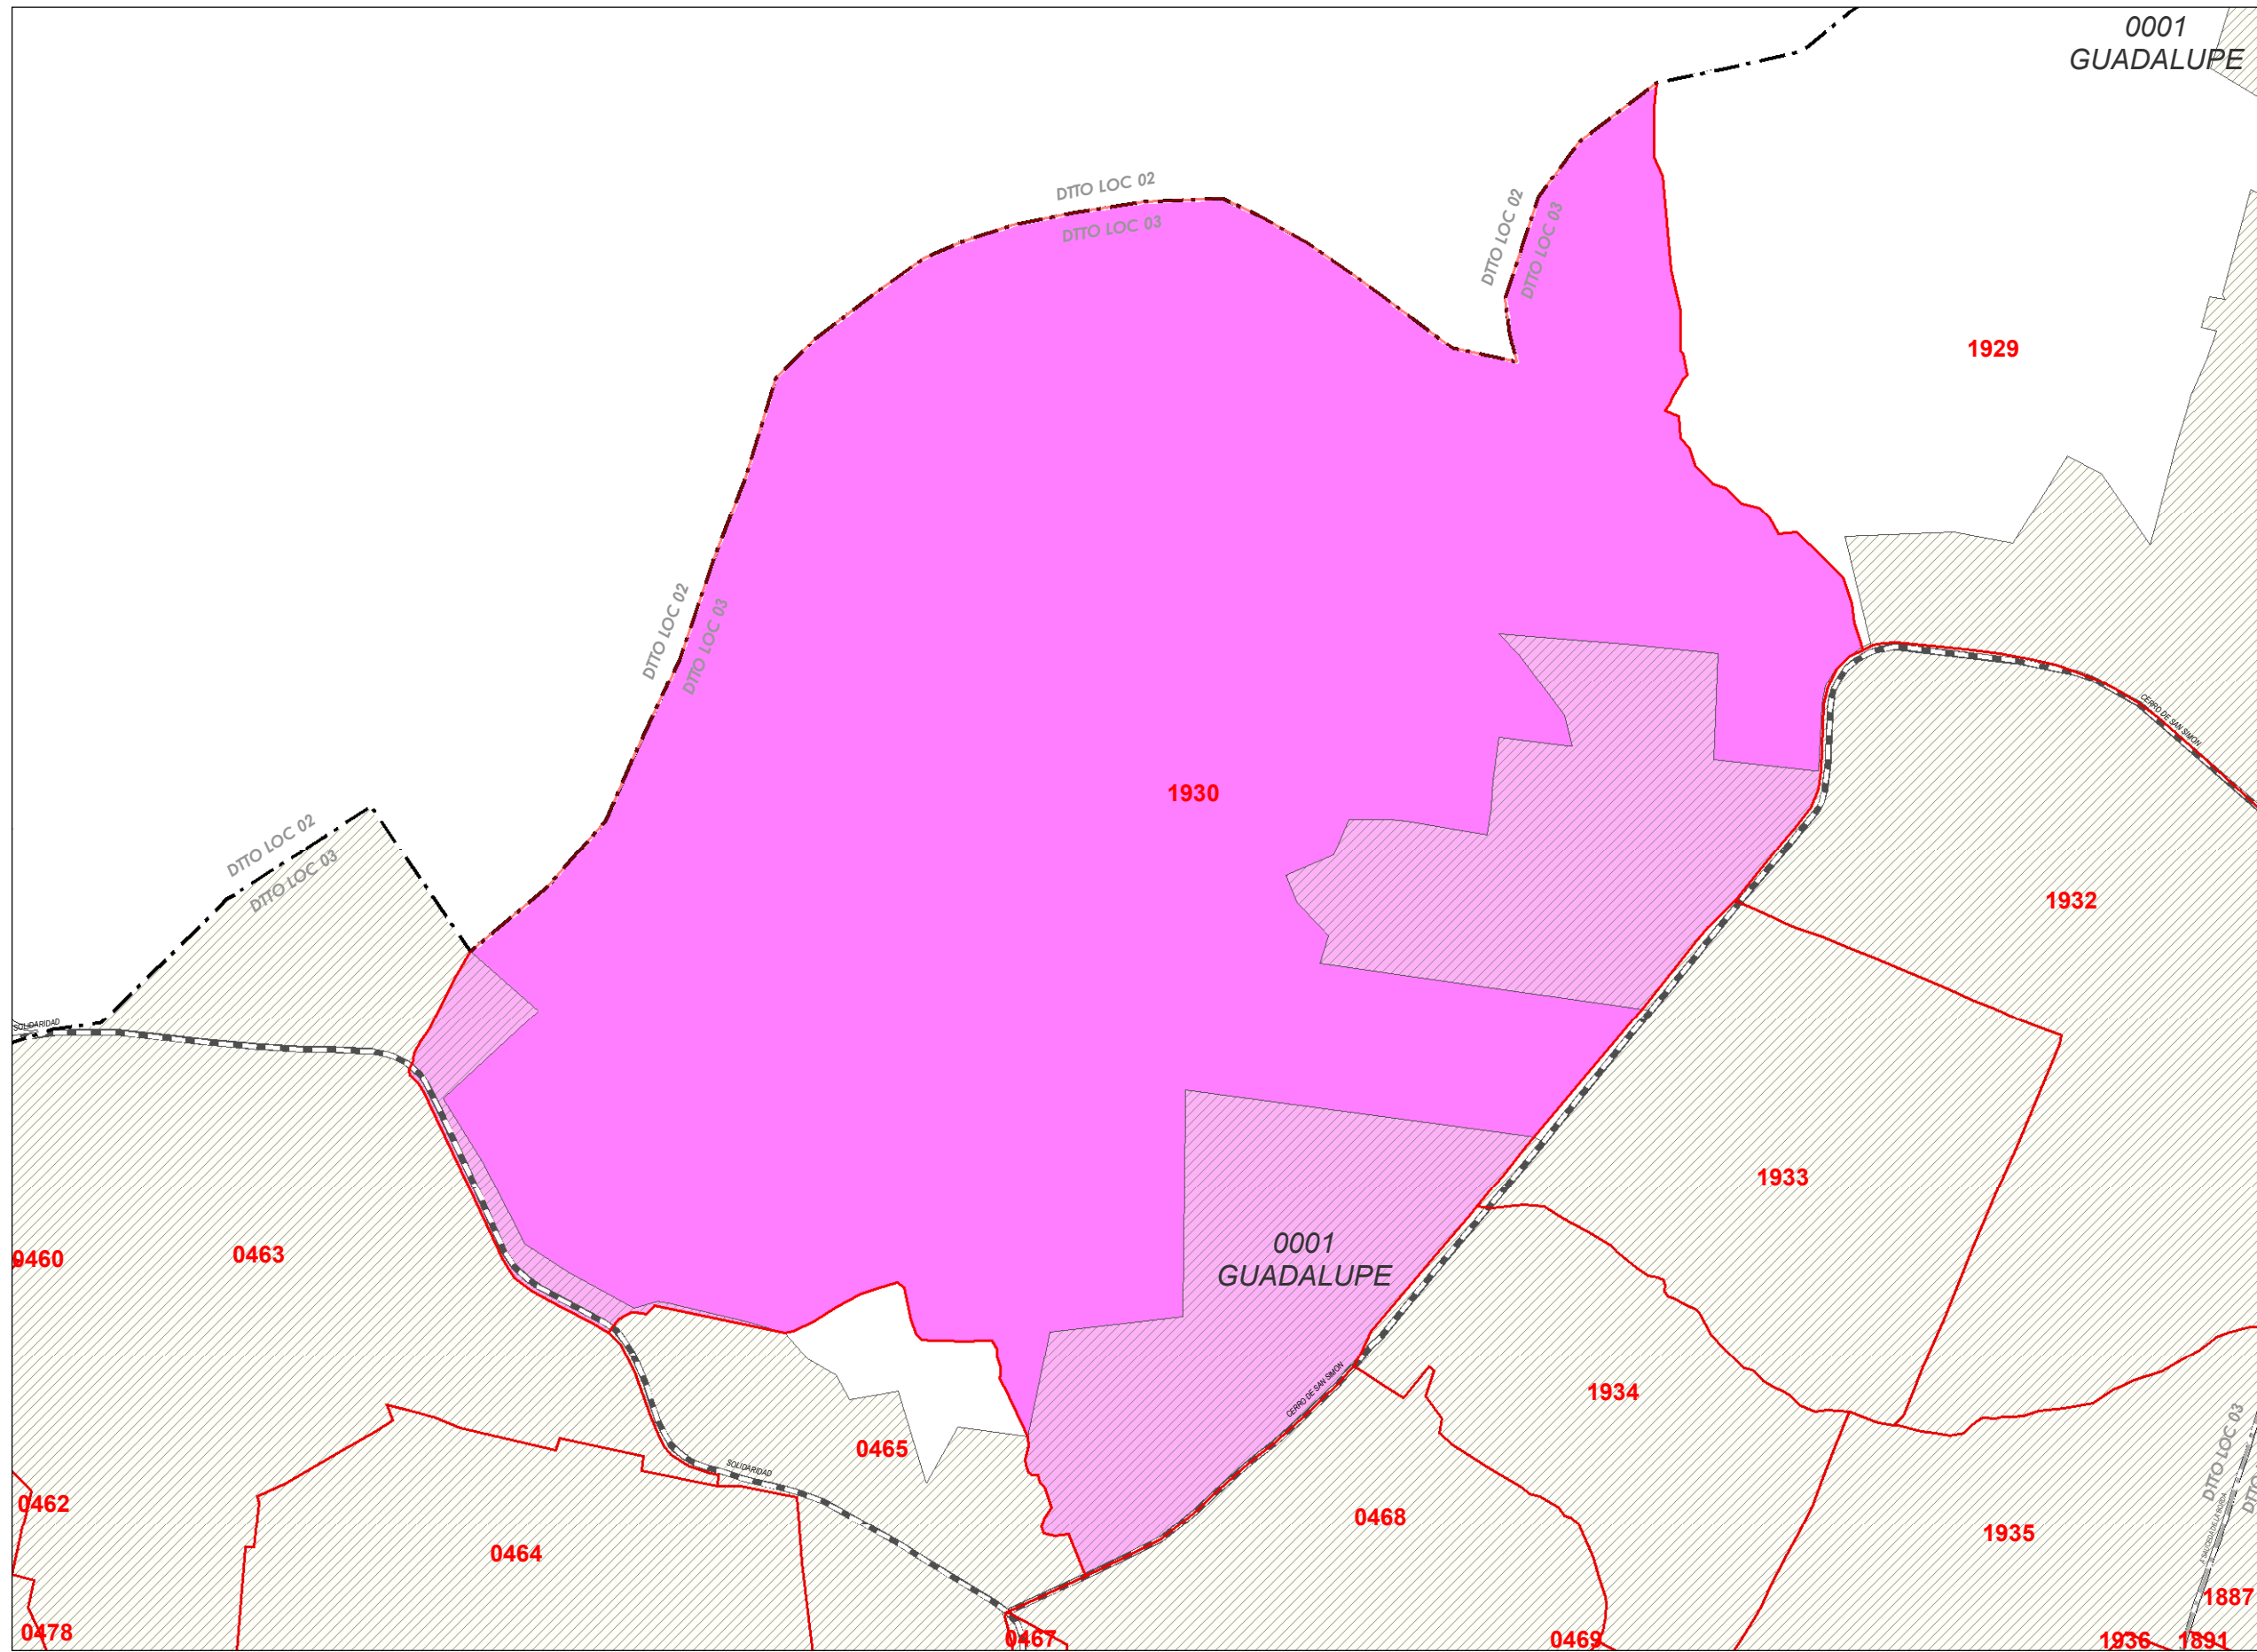 0001
GUADALUPE
DTTO LOC 02
DTTO LOC 03
DTTO LOC 02
DTTO LOC 03
1929
DTTO LOC 02
DTTO LOC 03
CERRO DE SAN SIMON
1930
DTTO LOC 02
DTTO LOC 03
1932
SOLIDARIDAD
1933
0001
GUADALUPE
0460
0463
CERRO DE SAN SIMON
1934
0465
DTTO LOC 03
SOLIDARIDAD
0462
0468
1935
0464
1887
0478
0467
0469
1936
1891